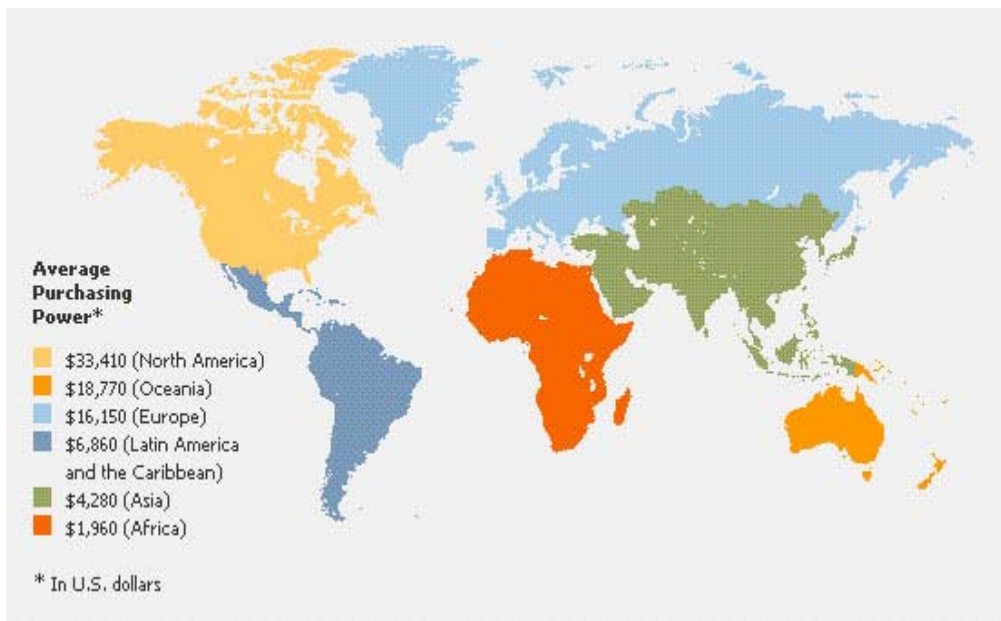 Average
Purchasing
Power*
$33,410 (North America)
$18,770 (Oceania)
$16,150 (Europe)
$6,860 (Latin America
and the Caribbean)
$4,280 (Asia)
$1,960 (Africa)
* In U.S. dollars